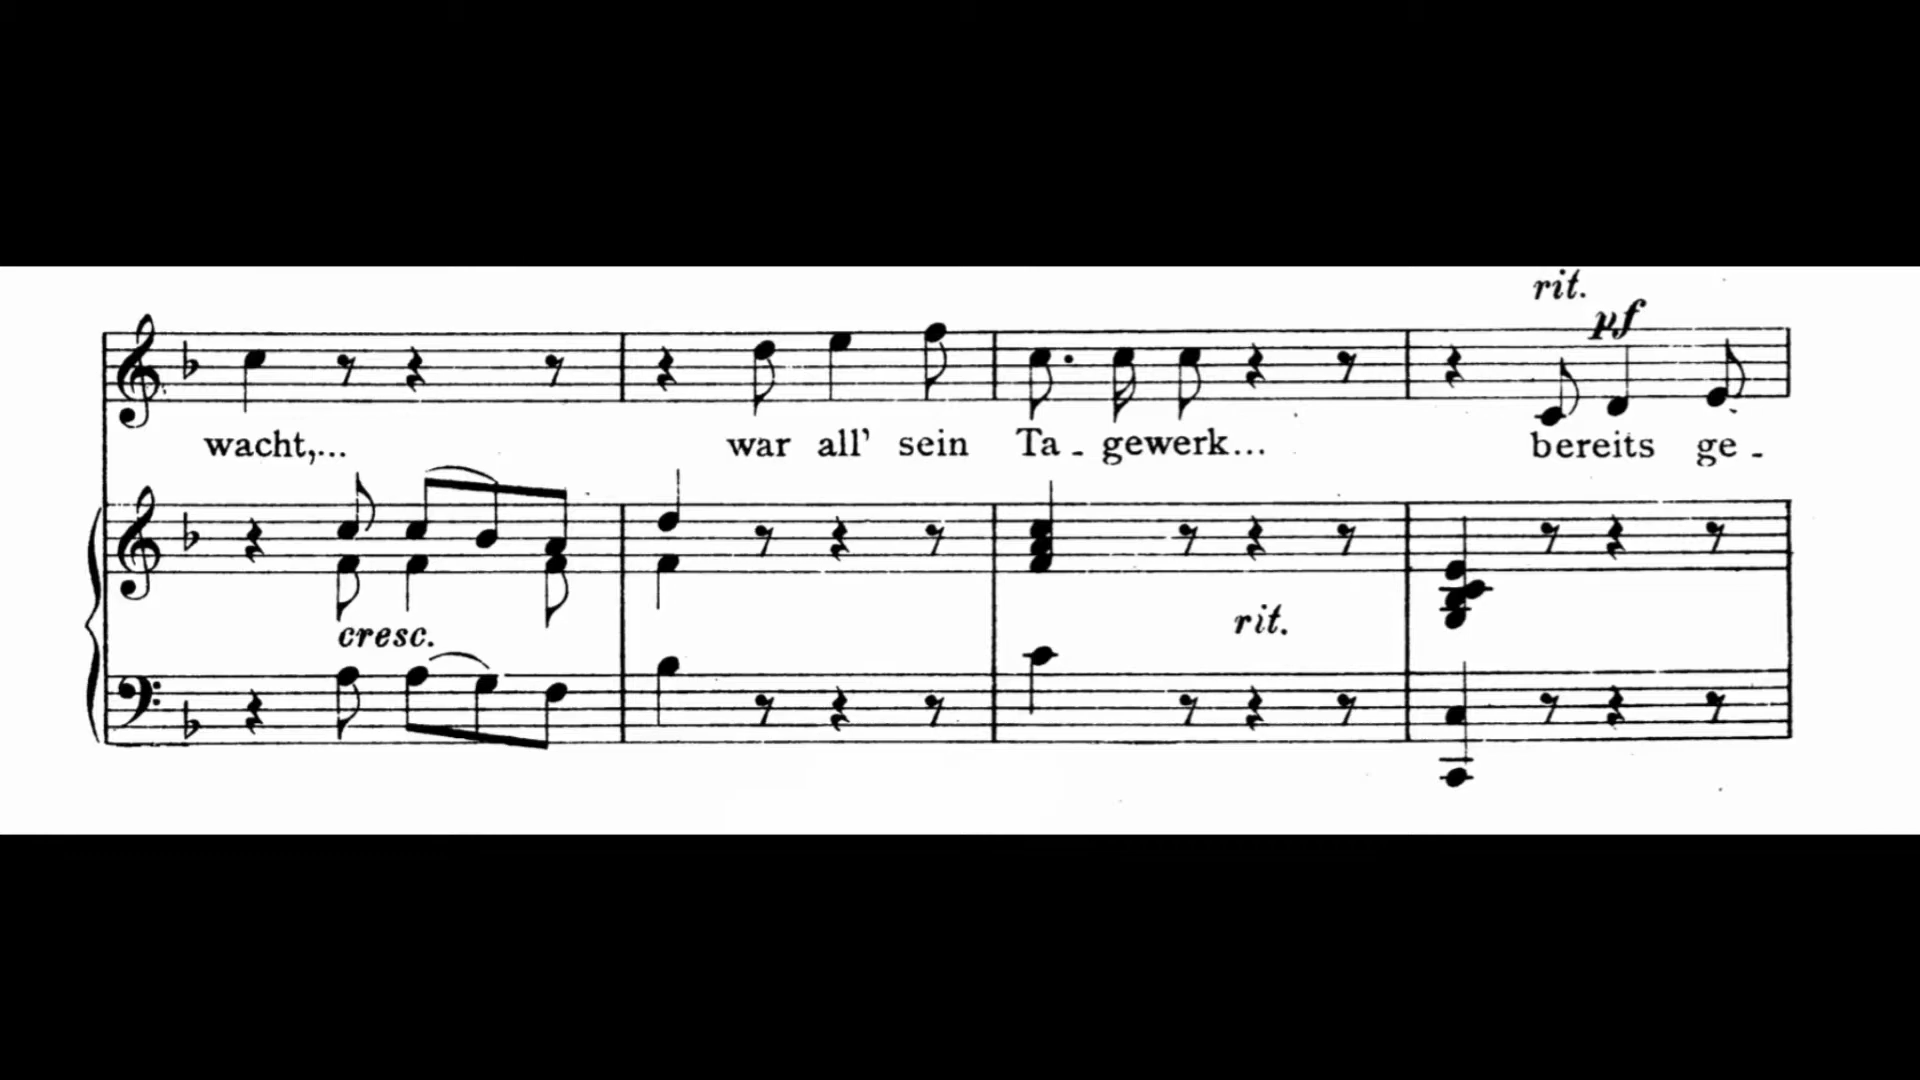 rit.
pf
wacht,... war all' sein Ta - gewerk... bereits ge -
cresc.
rit.